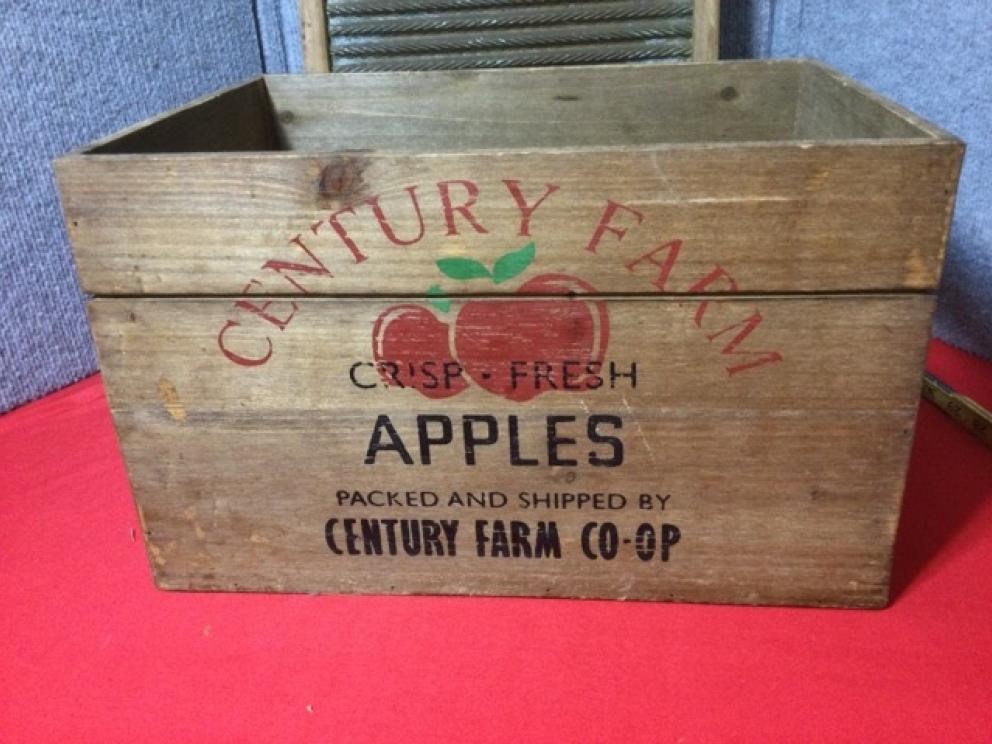 CENTURY FARM
CRISP · FRESH
APPLES
PACKED AND SHIPPED BY
CENTURY FARM CO-OP